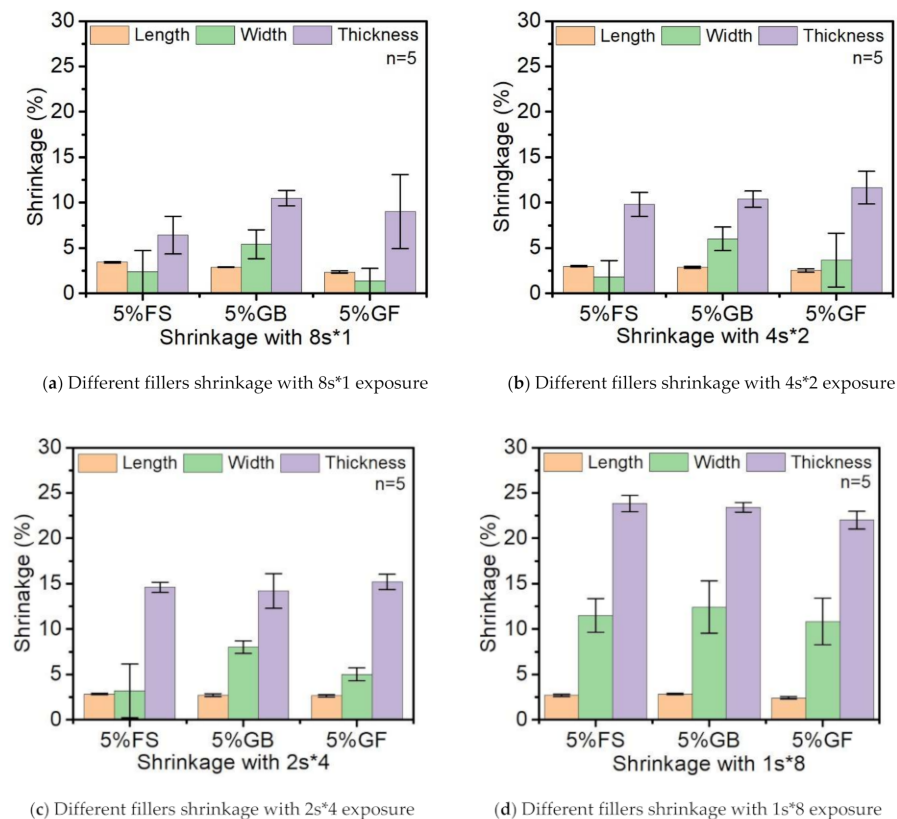 30
Length Width Thickness
n=5
25
20
15
10
5
0
Shrinkage (%)
5%FS 5%GB 5%GF
Shrinkage with 8s*1
(a) Different fillers shrinkage with 8s*1 exposure
30
Length Width Thickness
n=5
25
20
15
10
5
0
Shringkage (%)
5%FS 5%GB 5%GF
Shrinkage with 4s*2
(b) Different fillers shrinkage with 4s*2 exposure
30
Length Width Thickness
n=5
25
20
15
10
5
0
Shrinakge (%)
5%FS 5%GB 5%GF
Shrinkage with 2s*4
(c) Different fillers shrinkage with 2s*4 exposure
30
Length Width Thickness
n=5
25
20
15
10
5
0
Shrinkage (%)
5%FS 5%GB 5%GF
Shrinkage with 1s*8
(d) Different fillers shrinkage with 1s*8 exposure